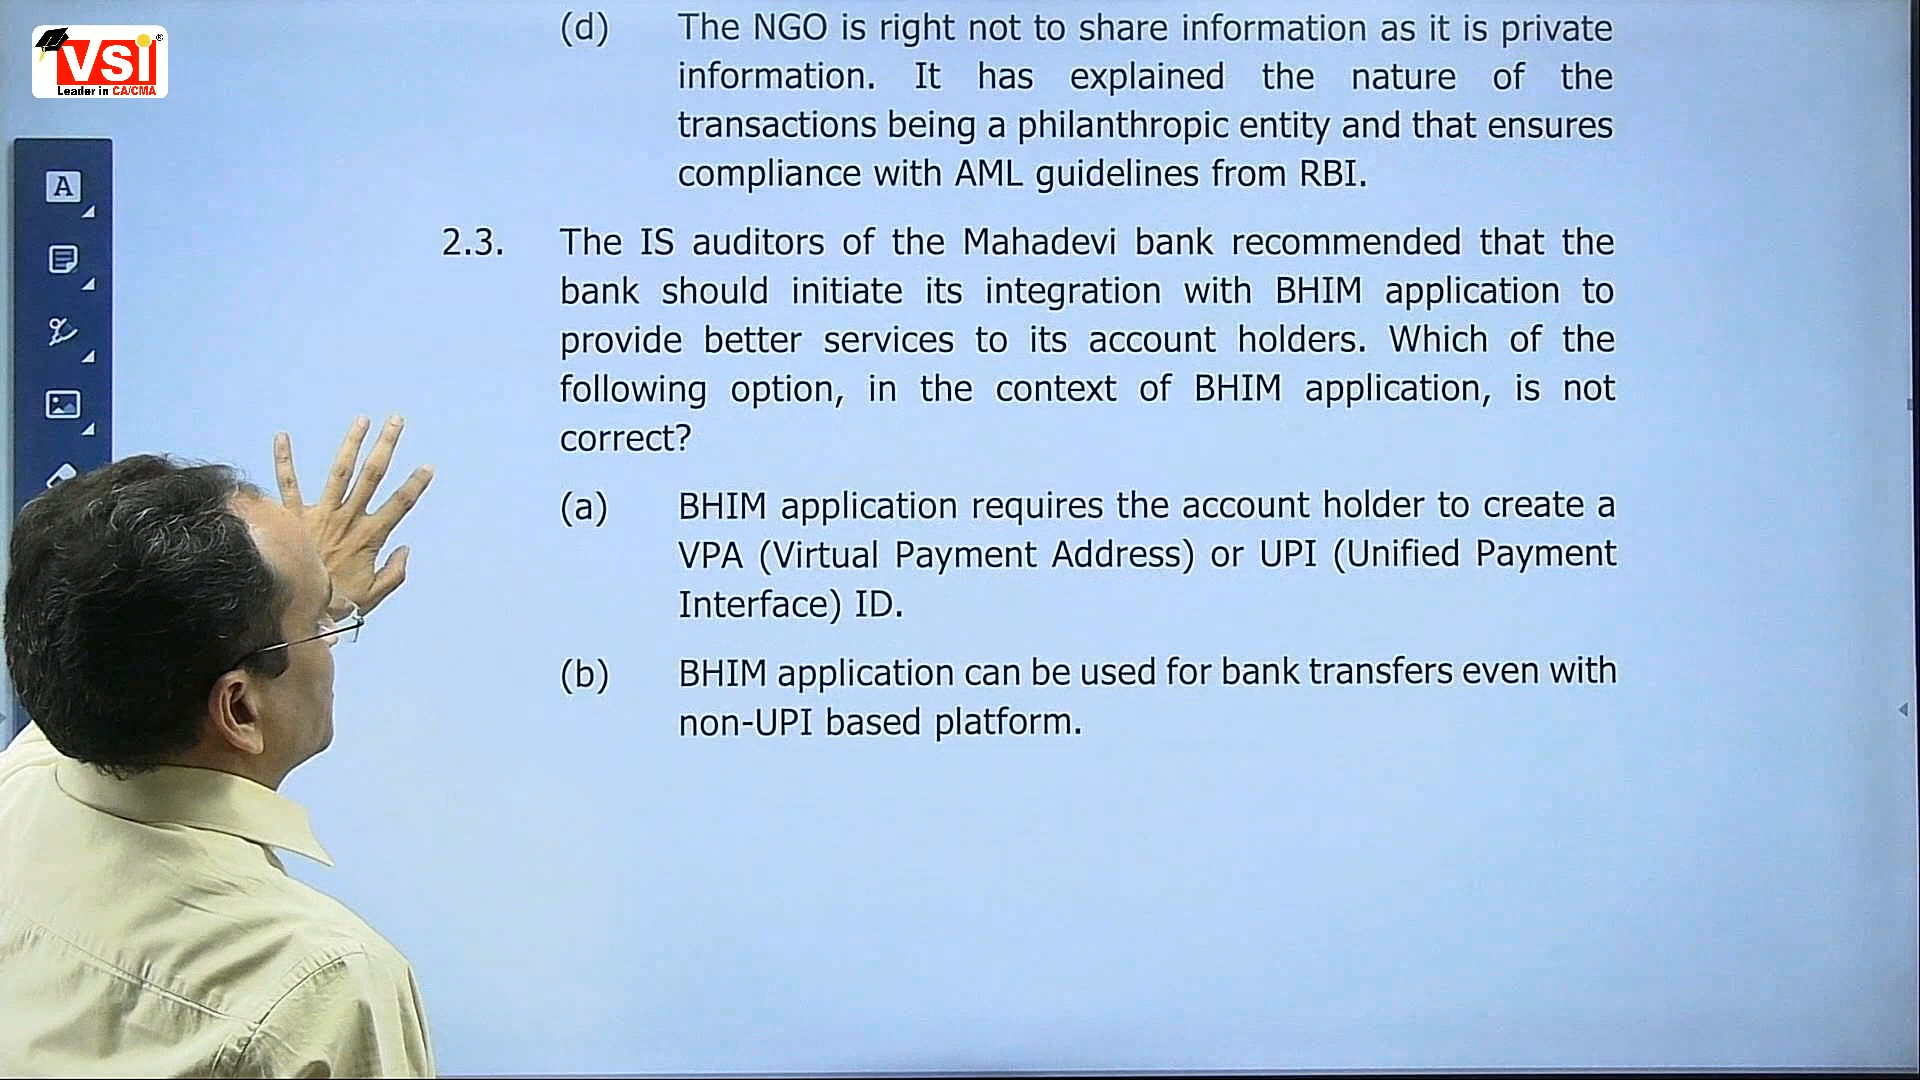 VSi
®
Leader in CA/CMA
A
(d) The NGO is right not to share information as it is private
information. It has explained the nature of the
transactions being a philanthropic entity and that ensures
compliance with AML guidelines from RBI.
2.3. The IS auditors of the Mahadevi bank recommended that the
bank should initiate its integration with BHIM application to
provide better services to its account holders. Which of the
following option, in the context of BHIM application, is not
correct?
(a) BHIM application requires the account holder to create a
VPA (Virtual Payment Address) or UPI (Unified Payment
Interface) ID.
(b) BHIM application can be used for bank transfers even with
non-UPI based platform.